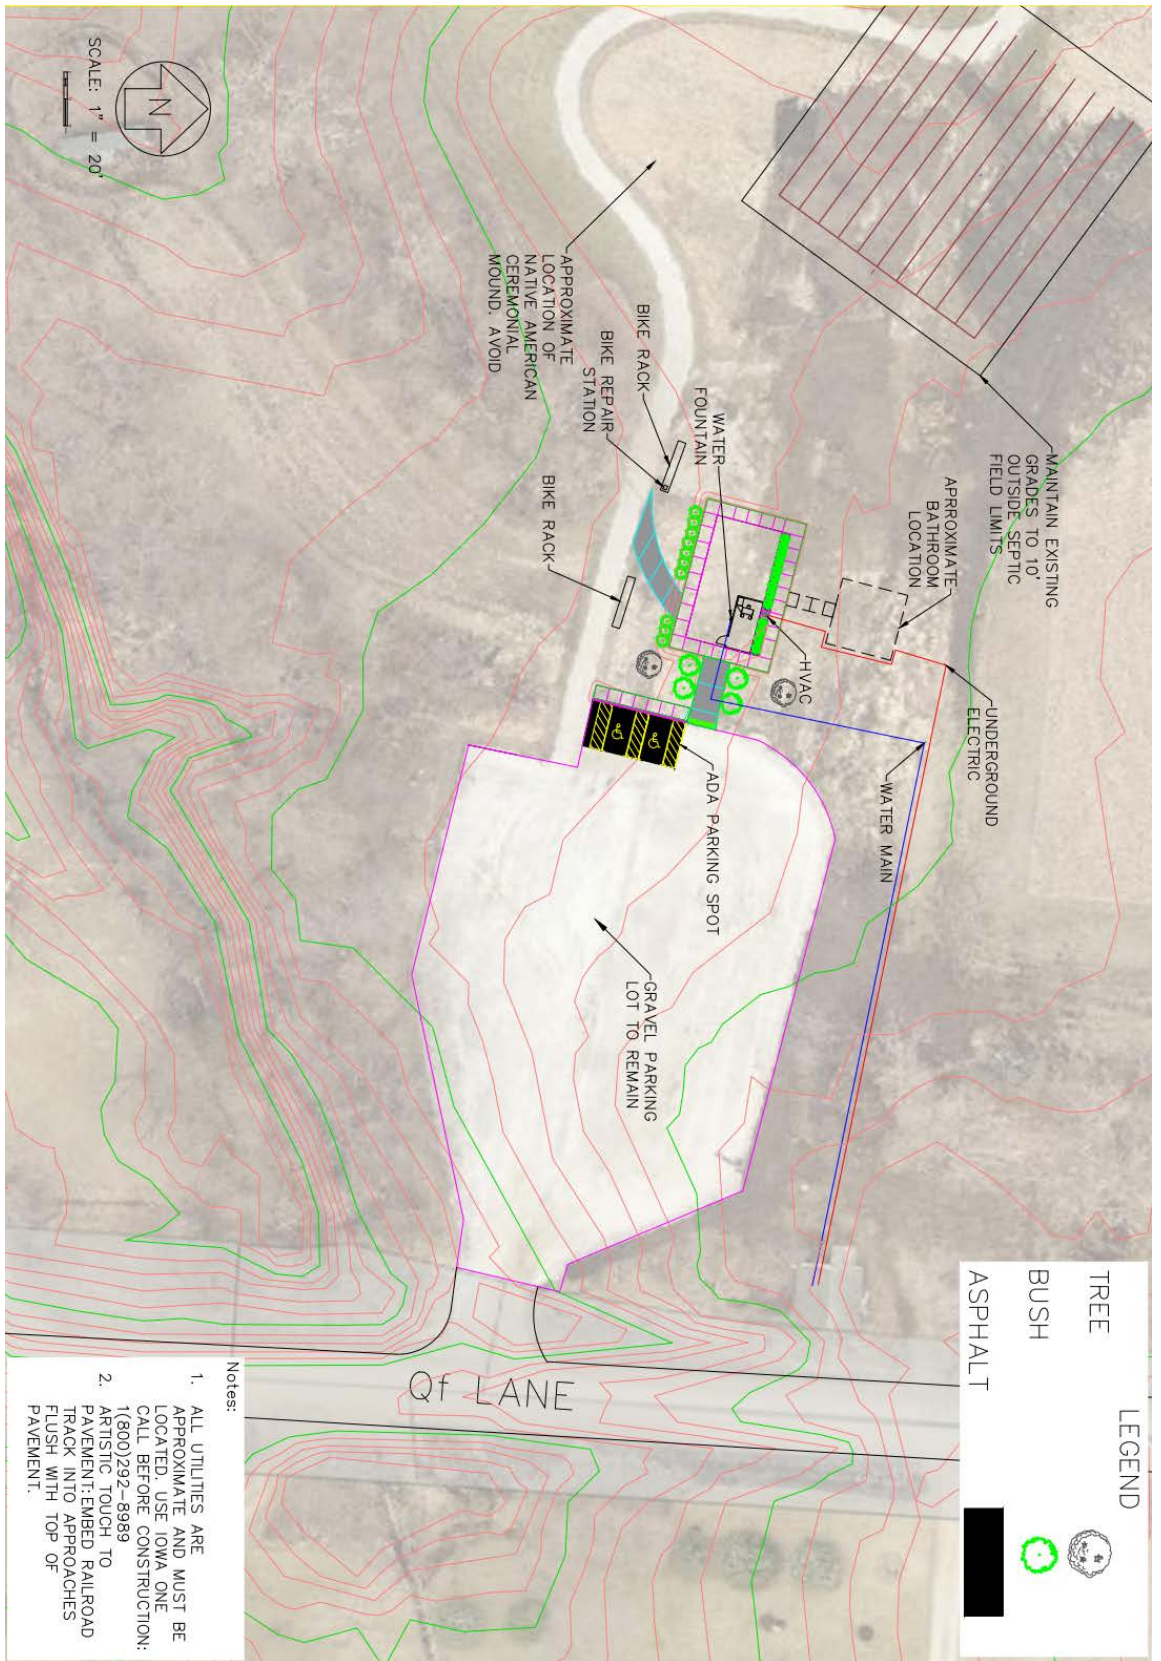 SCALE: 1" = 20'
N
MAINTAIN EXISTING
GRADES TO 10'
OUTSIDE SEPTIC
FIELD LIMITS
APRROXIMATE
BATHROOM
LOCATION
UNDERGROUND
ELECTRIC
WATER MAIN
HVAC
WATER
FOUNTAIN
BIKE RACK
BIKE REPAIR
STATION
BIKE RACK
APPROXIMATE
LOCATION OF
NATIVE AMERICAN
CEREMONIAL
MOUND. AVOID
ADA PARKING SPOT
GRAVEL PARKING
LOT TO REMAIN
Qf LANE
LEGEND
TREE
BUSH
ASPHALT
Notes:
1. ALL UTILITIES ARE
APPROXIMATE AND MUST BE
LOCATED. USE IOWA ONE
CALL BEFORE CONSTRUCTION:
1(800)292-8989
2. ARTISTIC TOUCH TO
PAVEMENT:EMBED RAILROAD
TRACK INTO APPROACHES
FLUSH WITH TOP OF
PAVEMENT.